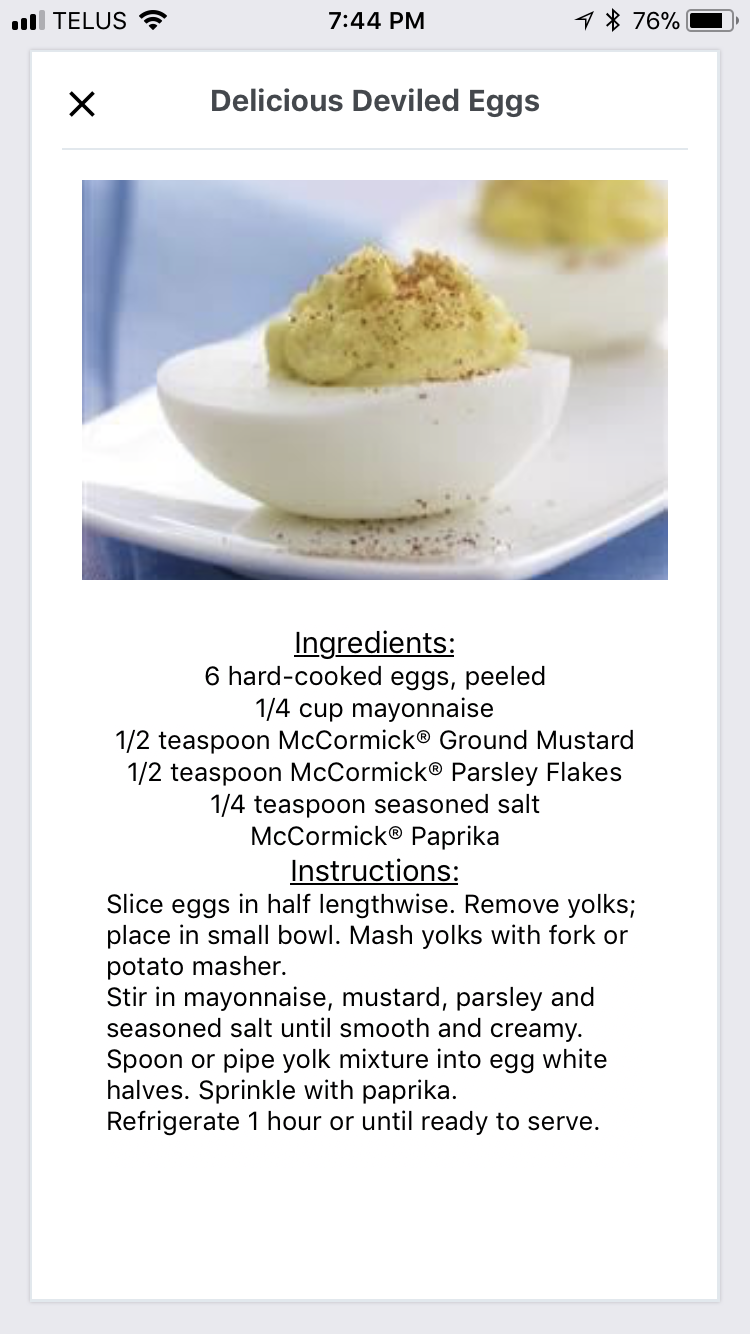 TELUS 7:44 PM 76%
Delicious Deviled Eggs
Ingredients:
6 hard-cooked eggs, peeled
1/4 cup mayonnaise
1/2 teaspoon McCormick® Ground Mustard
1/2 teaspoon McCormick® Parsley Flakes
1/4 teaspoon seasoned salt
McCormick® Paprika
Instructions:
Slice eggs in half lengthwise. Remove yolks;
place in small bowl. Mash yolks with fork or
potato masher.
Stir in mayonnaise, mustard, parsley and
seasoned salt until smooth and creamy.
Spoon or pipe yolk mixture into egg white
halves. Sprinkle with paprika.
Refrigerate 1 hour or until ready to serve.